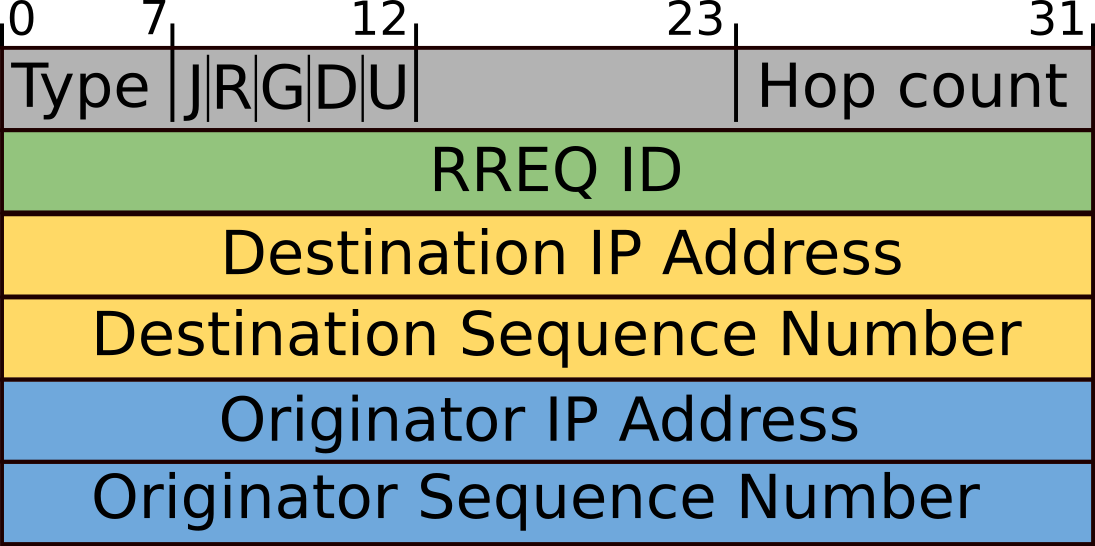 0 7 12 23 31
Type J R G D U Hop count
RREQ ID
Destination IP Address
Destination Sequence Number
Originator IP Address
Originator Sequence Number